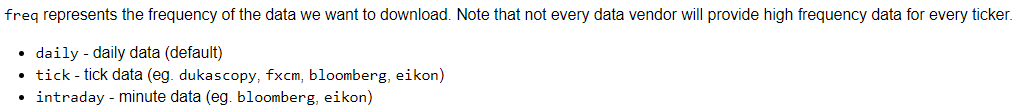 freq represents the frequency of the data we want to download. Note that not every data vendor will provide high frequency data for every ticker.
• daily - daily data (default)
• tick - tick data (eg. dukascopy, fxcm, bloomberg, eikon)
• intraday - minute data (eg. bloomberg, eikon)